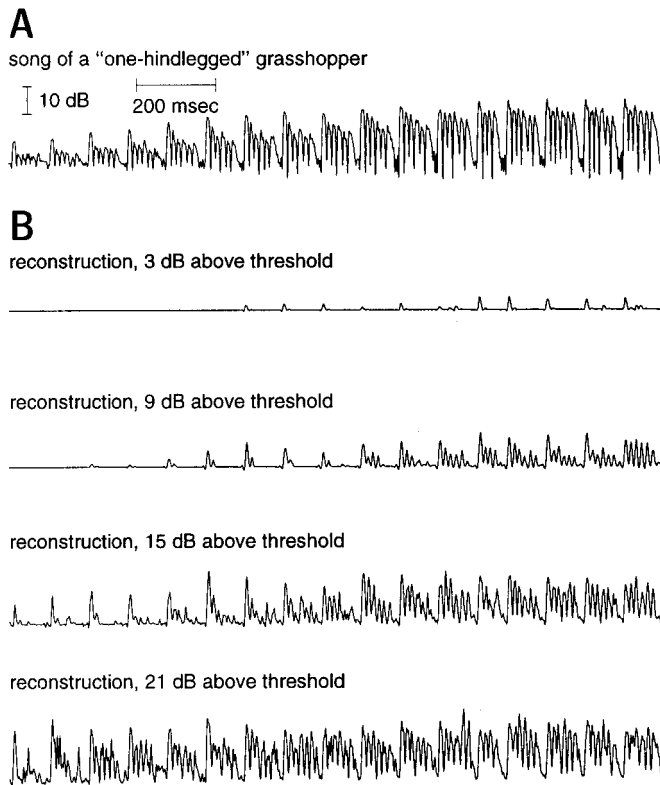 A
song of a “one-hindlegged” grasshopper
10 dB
200 msec
B
reconstruction, 3 dB above threshold
reconstruction, 9 dB above threshold
reconstruction, 15 dB above threshold
reconstruction, 21 dB above threshold